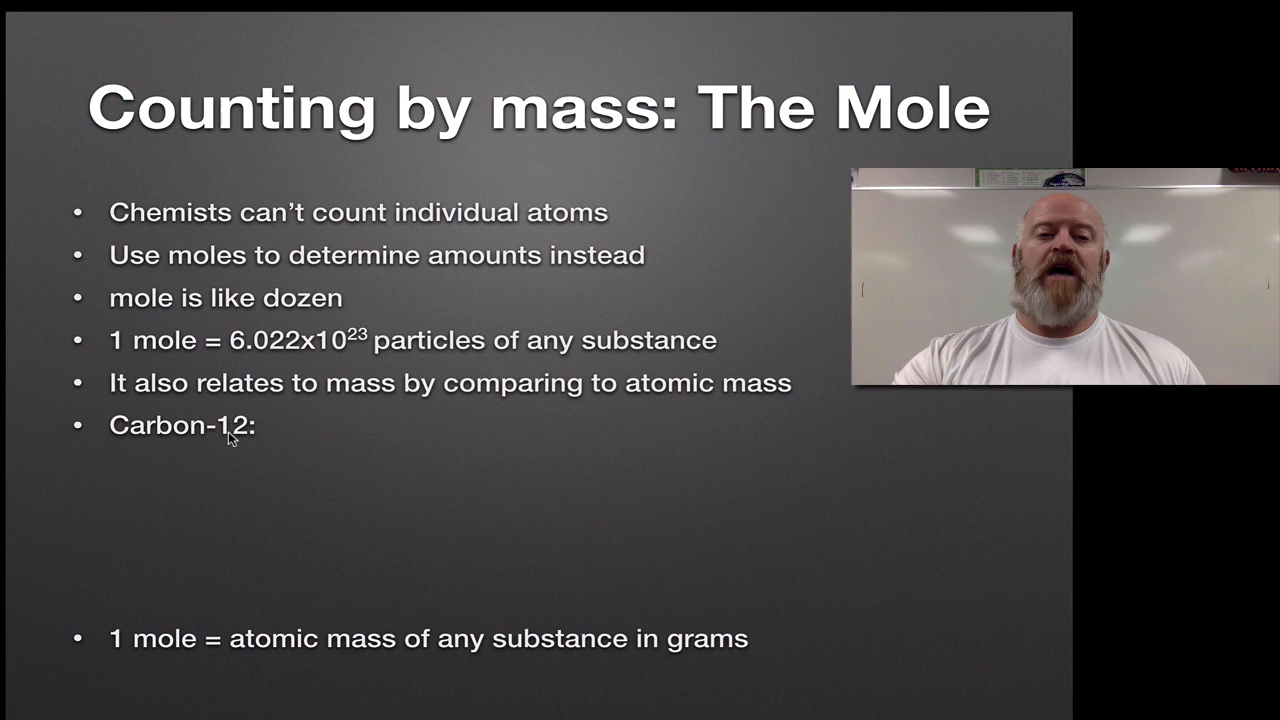 Counting by mass: The Mole
• Chemists can’t count individual atoms
• Use moles to determine amounts instead
• mole is like dozen
• 1 mole = 6.022x10²³ particles of any substance
• It also relates to mass by comparing to atomic mass
• Carbon-12:
• 1 mole = atomic mass of any substance in grams